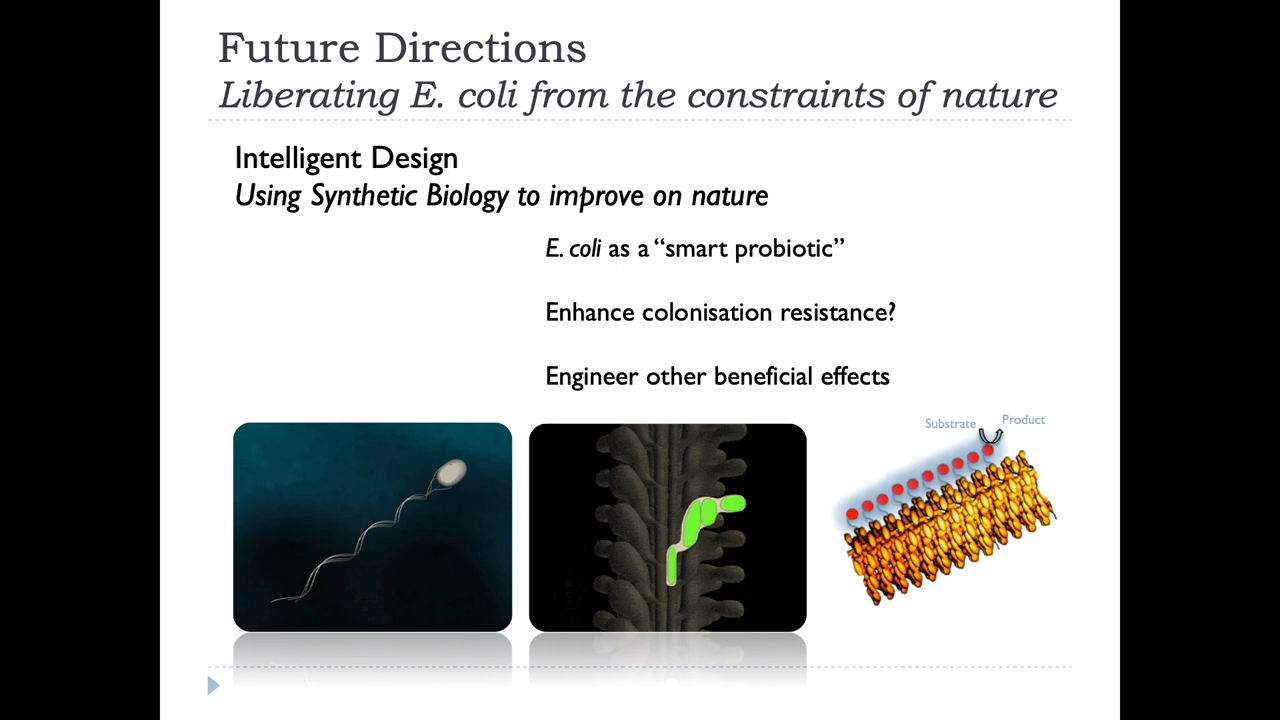 Future Directions
Liberating E. coli from the constraints of nature
Intelligent Design
Using Synthetic Biology to improve on nature
E. coli as a “smart probiotic”
Enhance colonisation resistance?
Engineer other beneficial effects
Substrate
Product